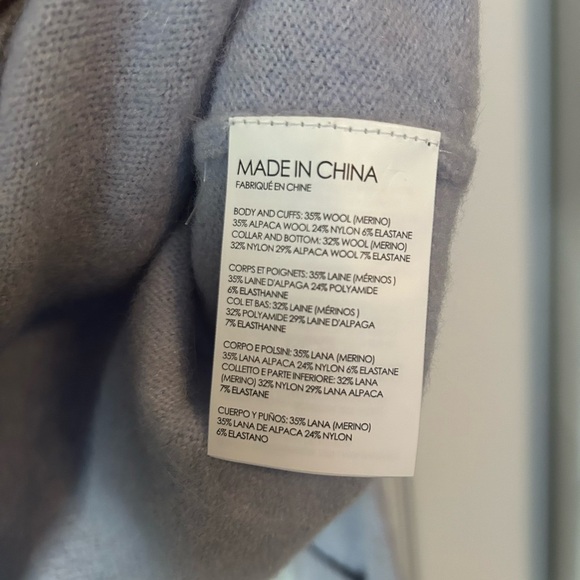 MADE IN CHINA
FABRIQUÉ EN CHINE
BODY AND CUFFS: 35% WOOL (MERINO)
35% ALPACA WOOL 24% NYLON 6% ELASTANE
COLLAR AND BOTTOM: 32% WOOL (MERINO)
32% NYLON 29% ALPACA WOOL 7% ELASTANE
CORPS ET POIGNETS: 35% LAINE (MÉRINOS )
35% LAINE D'ALPAGA 24% POLYAMIDE
6% ELASTHANNE
COL ET BAS: 32% LAINE (MÉRINOS )
32% POLYAMIDE 29% LAINE D'ALPAGA
7% ELASTHANNE
CORPO E POLSINI: 35% LANA (MERINO)
35% LANA ALPACA 24% NYLON 6% ELASTANE
COLLETTO E PARTE INFERIORE: 32% LANA
(MERINO) 32% NYLON 29% LANA ALPACA
7% ELASTANE
CUERPO Y PUÑOS: 35% LANA (MERINO)
35% LANA DE ALPACA 24% NYLON
6% ELASTANO